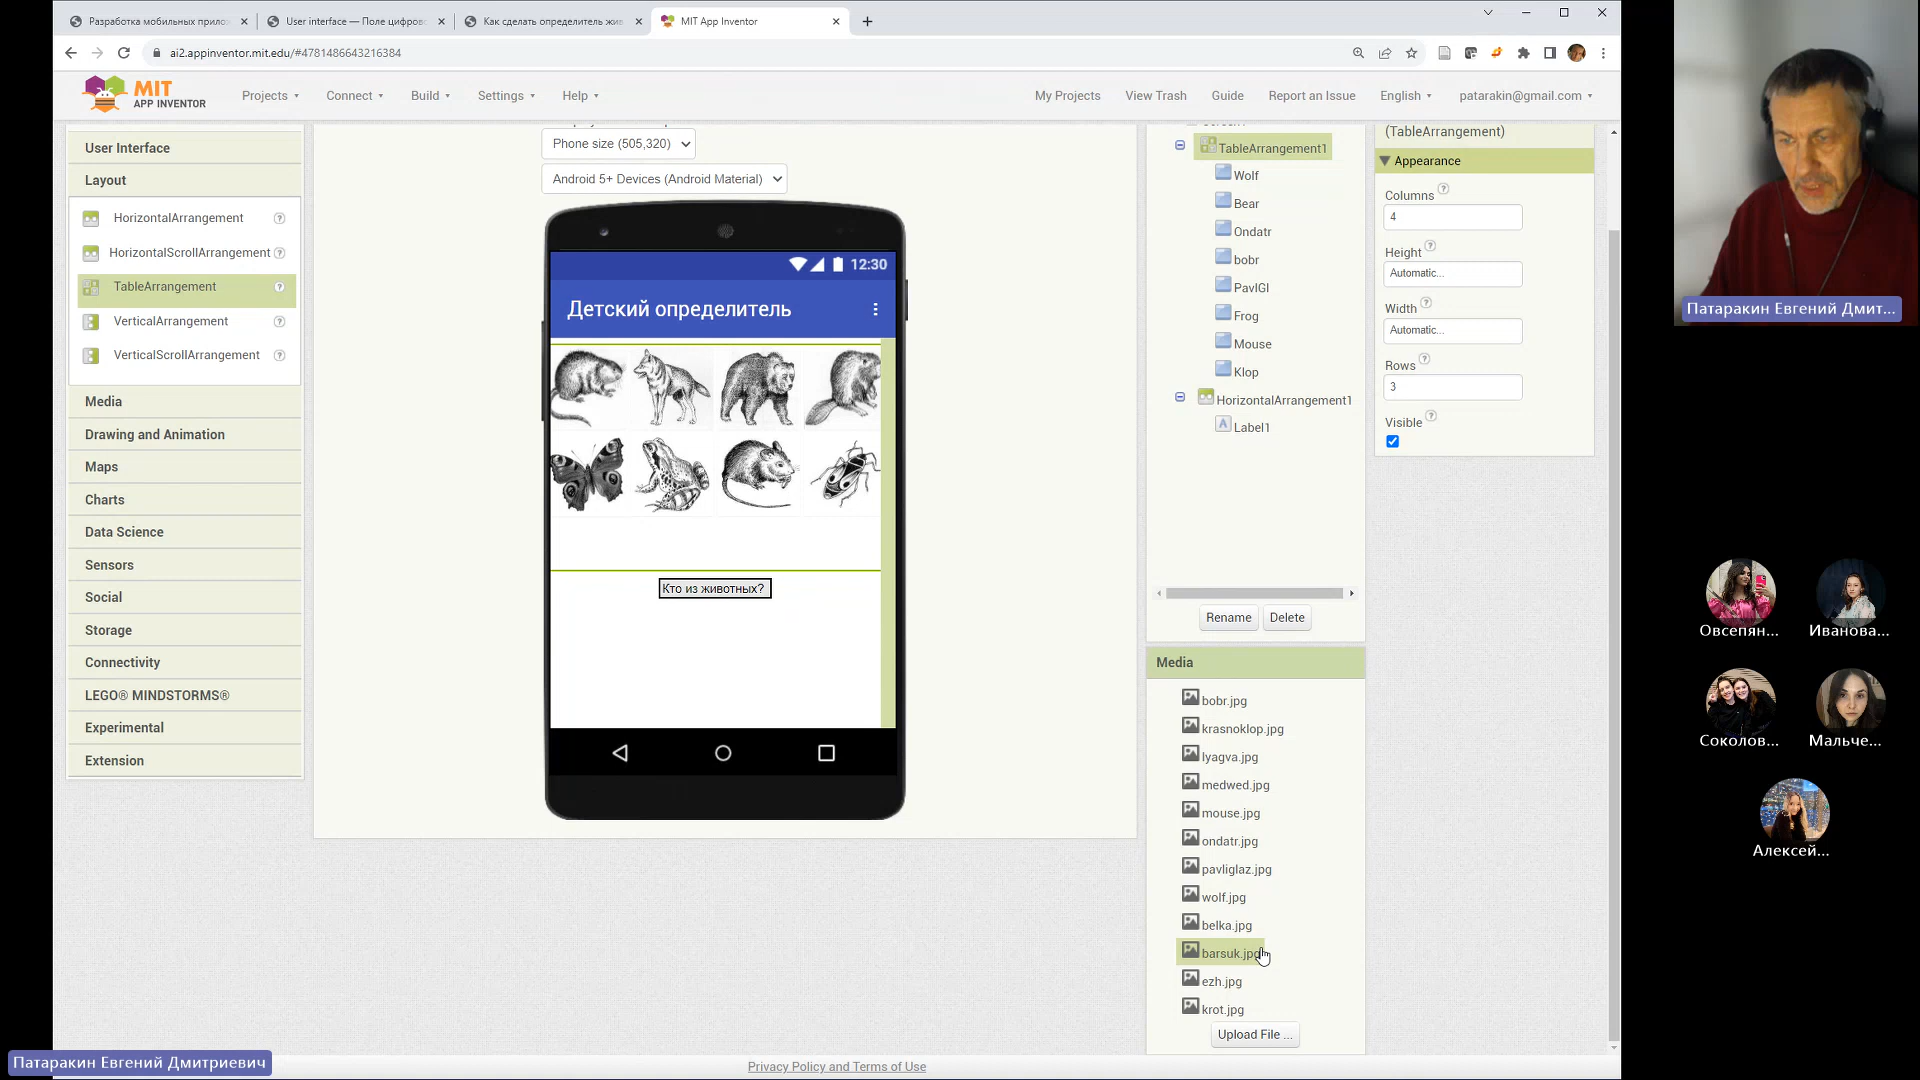 Разработка мобильных прило
User interface — Поле цифров
Как сделать определитель жив
MIT App Inventor
ai2.appinventor.mit.edu/#4781486643216384
MIT
APP INVENTOR
Projects
Connect
Build
Settings
Help
My Projects
View Trash
Guide
Report an Issue
English
patarakin@gmail.com
User Interface
Layout
HorizontalArrangement
HorizontalScrollArrangement
TableArrangement
VerticalArrangement
VerticalScrollArrangement
Media
Drawing and Animation
Maps
Charts
Data Science
Sensors
Social
Storage
Connectivity
LEGO® MINDSTORMS®
Experimental
Extension
Phone size (505,320)
Android 5+ Devices (Android Material)
12:30
Детский определитель
Кто из животных?
TableArrangement1
Wolf
Bear
Ondatr
bobr
PavlGl
Frog
Mouse
Klop
HorizontalArrangement1
A Label1
Rename
Delete
Media
bobr.jpg
krasnoklop.jpg
lyagva.jpg
medwed.jpg
mouse.jpg
ondatr.jpg
pavliglaz.jpg
wolf.jpg
belka.jpg
barsuk.jpg
ezh.jpg
krot.jpg
Upload File ...
(TableArrangement)
Appearance
Columns
4
Height
Automatic...
Width
Automatic...
Rows
3
Visible
Privacy Policy and Terms of Use
Патаракин Евгений Дмит...
Овсепян...
Иванова...
Соколов...
Мальче...
Алексей...
Патаракин Евгений Дмитриевич